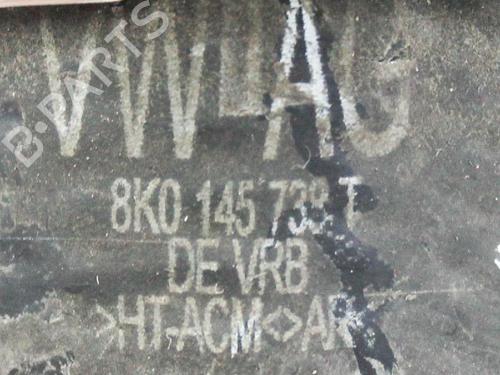 B-PARTS
VW-AG
8K0 145 738 T
DE VRB
>HT-ACM<>AR